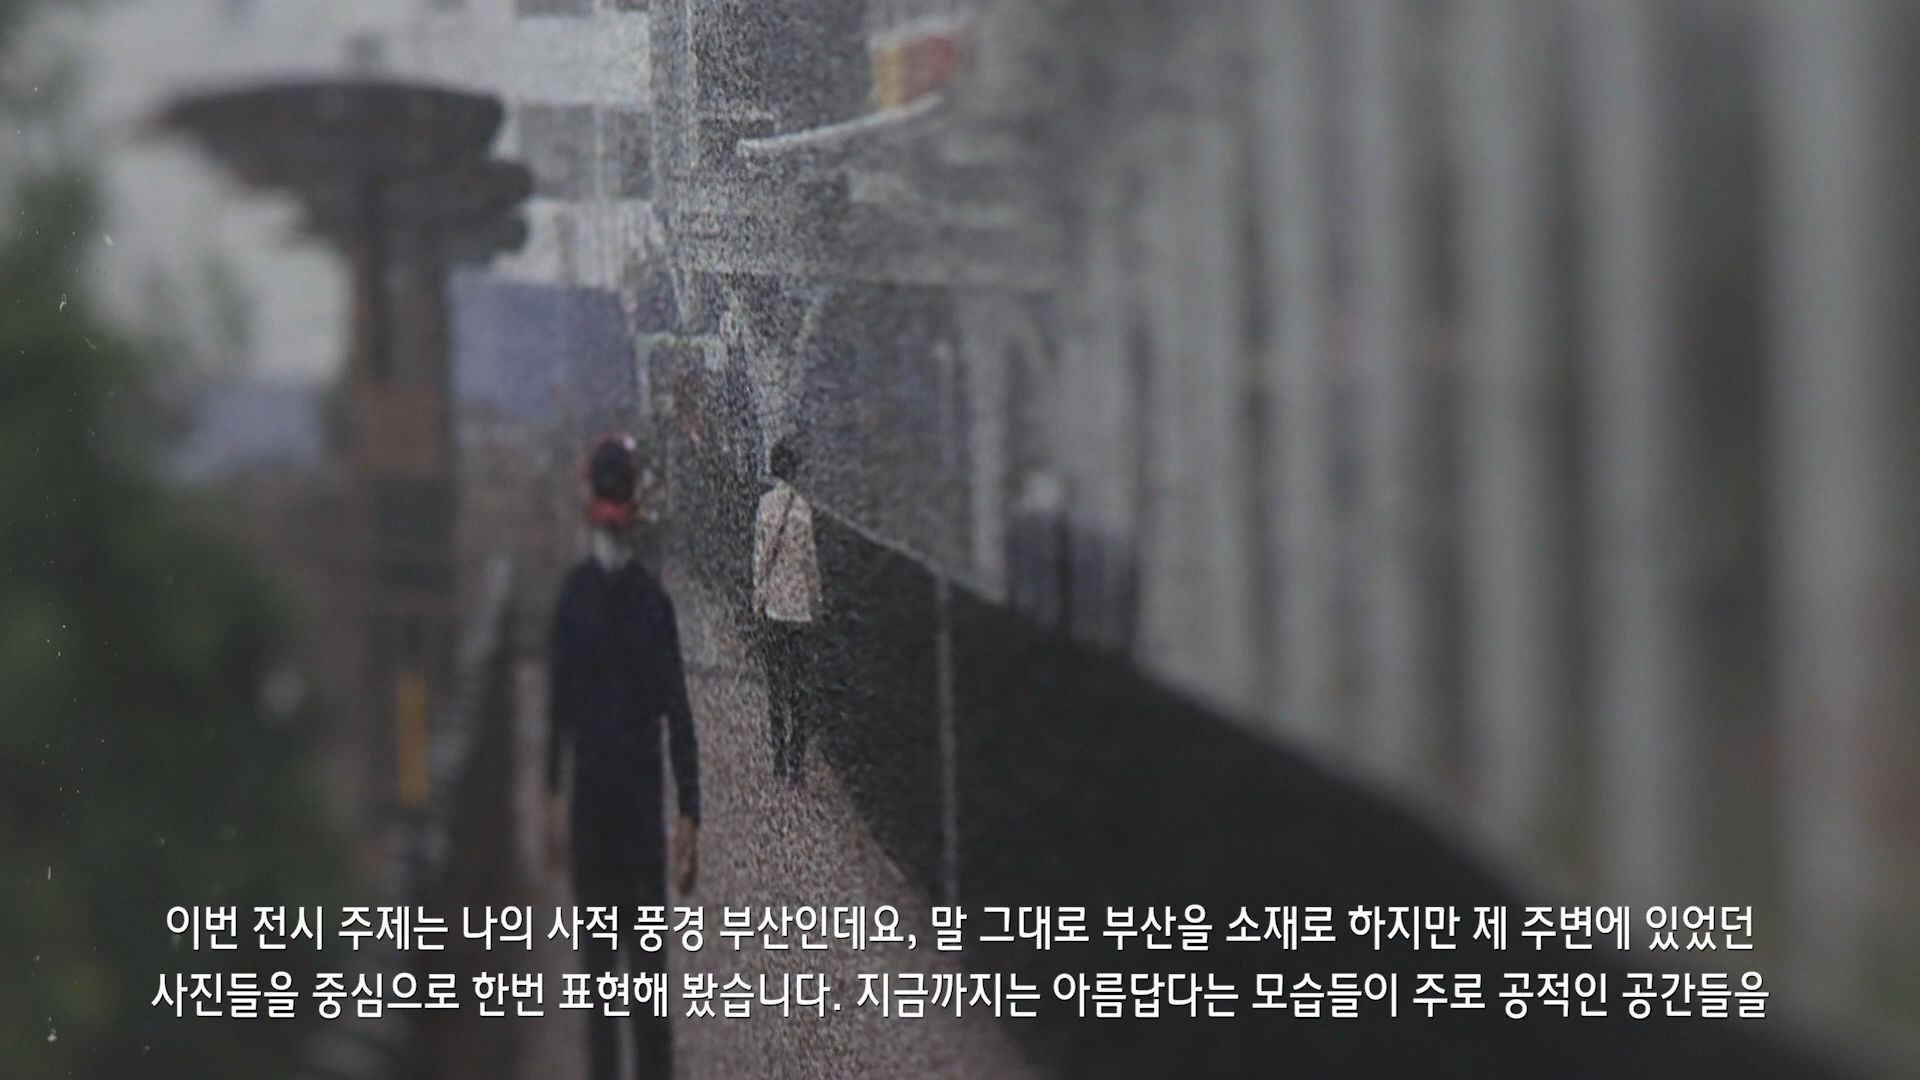 이번 전시 주제는 나의 사적 풍경 부산인데요, 말 그대로 부산을 소재로 하지만 제 주변에 있었던
사진들을 중심으로 한번 표현해 봤습니다. 지금까지는 아름답다는 모습들이 주로 공적인 공간들을